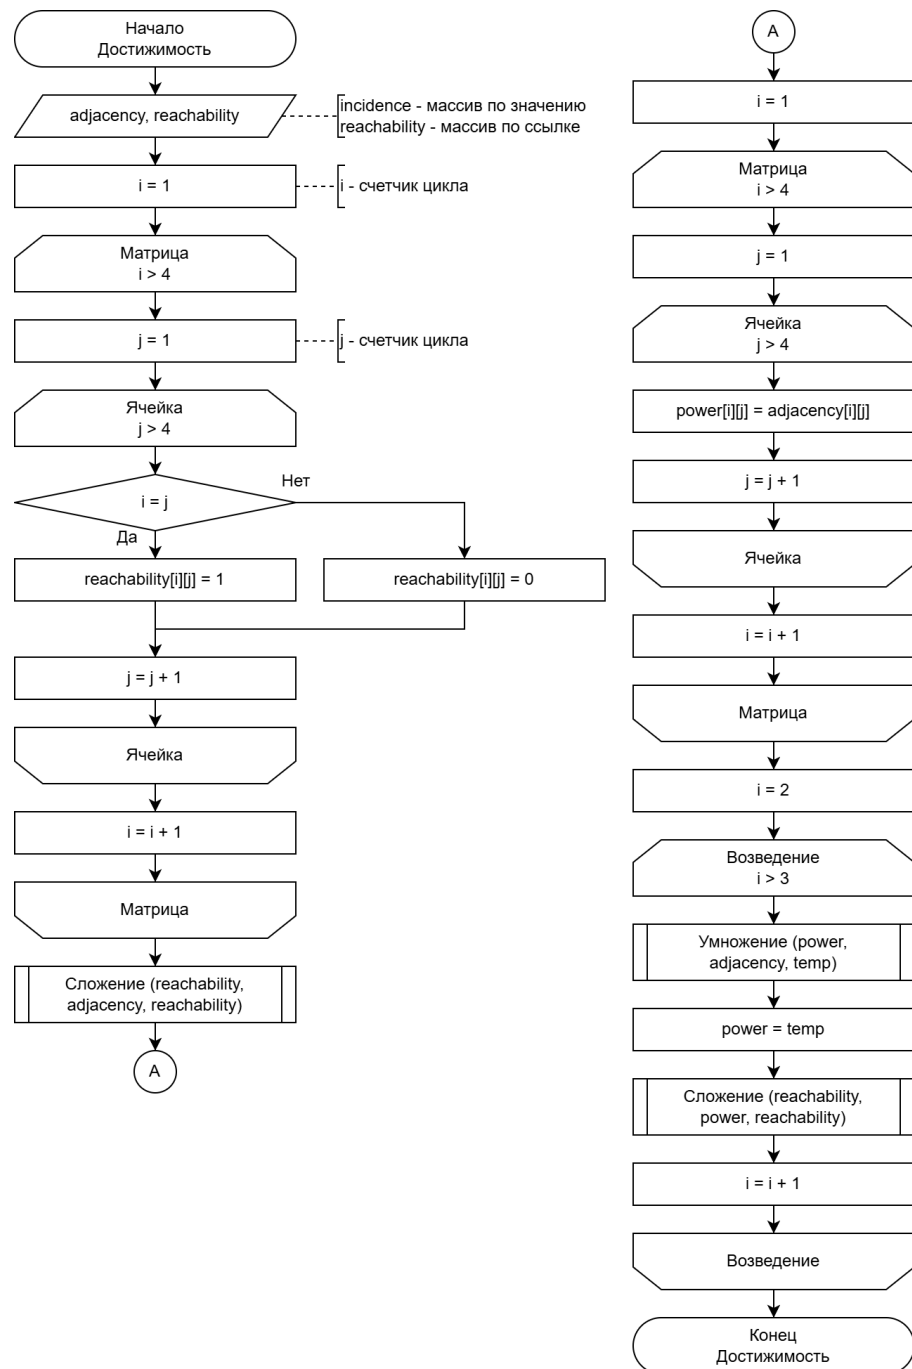 Начало
Достижимость
adjacency, reachability
incidence - массив по значению
reachability - массив по ссылке
i = 1
i - счетчик цикла
Матрица
i > 4
j = 1
j - счетчик цикла
Ячейка
j > 4
i = j
Нет
Да
reachability[i][j] = 1
reachability[i][j] = 0
j = j + 1
Ячейка
i = i + 1
Матрица
Сложение (reachability,
adjacency, reachability)
A
A
i = 1
Матрица
i > 4
j = 1
Ячейка
j > 4
power[i][j] = adjacency[i][j]
j = j + 1
Ячейка
i = i + 1
Матрица
i = 2
Возведение
i > 3
Умножение (power,
adjacency, temp)
power = temp
Сложение (reachability,
power, reachability)
i = i + 1
Возведение
Конец
Достижимость